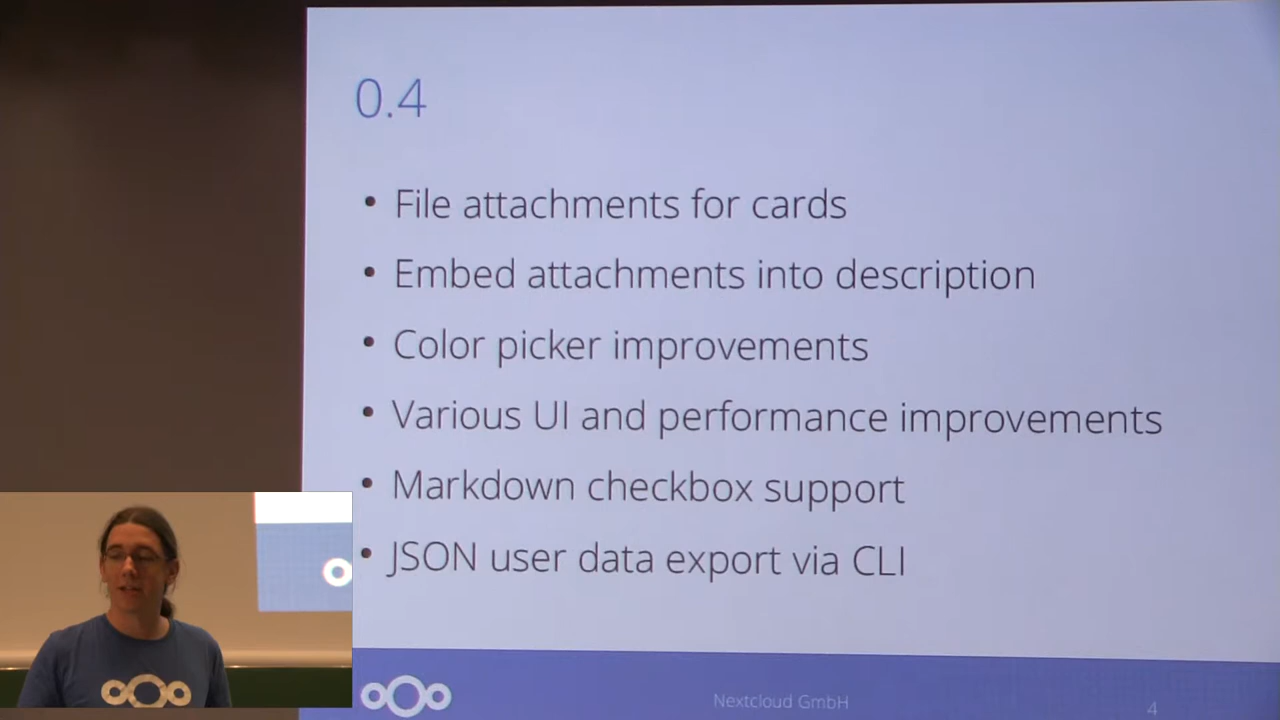 0.4
• File attachments for cards
• Embed attachments into description
• Color picker improvements
• Various UI and performance improvements
• Markdown checkbox support
• JSON user data export via CLI
Nextcloud GmbH
4